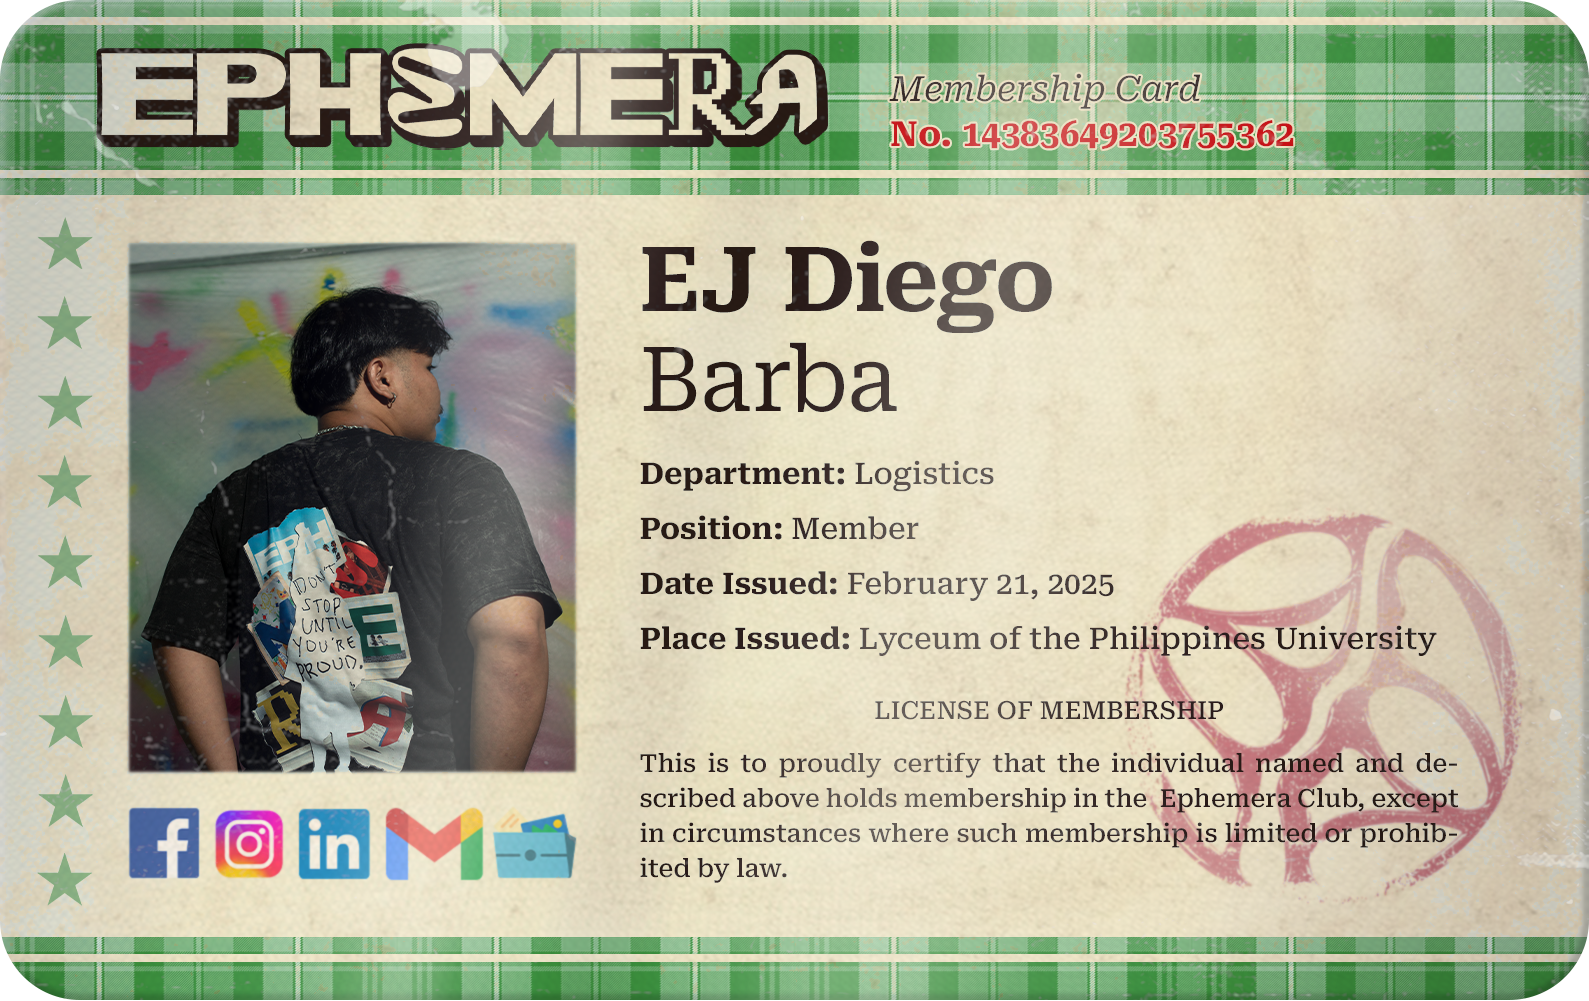 EPHEMERA
Membership Card
No. 14383649203755362
EJ Diego
Barba
Department: Logistics
Position: Member
Date Issued: February 21, 2025
Place Issued: Lyceum of the Philippines University
LICENSE OF MEMBERSHIP
This is to proudly certify that the individual named and de-
scribed above holds membership in the Ephemera Club, except
in circumstances where such membership is limited or prohib-
ited by law.
EPH
E
DON'T
STOP
UNTIL
YOU'RE
PROUD.
R A
f
in